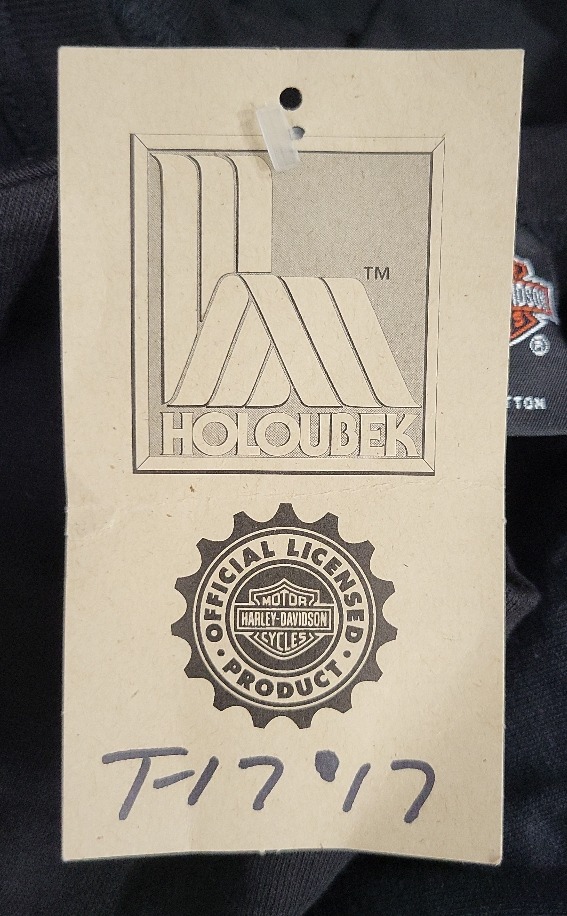 TM
HOLOUBEK
OFFICIAL LICENSED
MOTOR
HARLEY-DAVIDSON
CYCLES
• PRODUCT •
T-17 '17
®